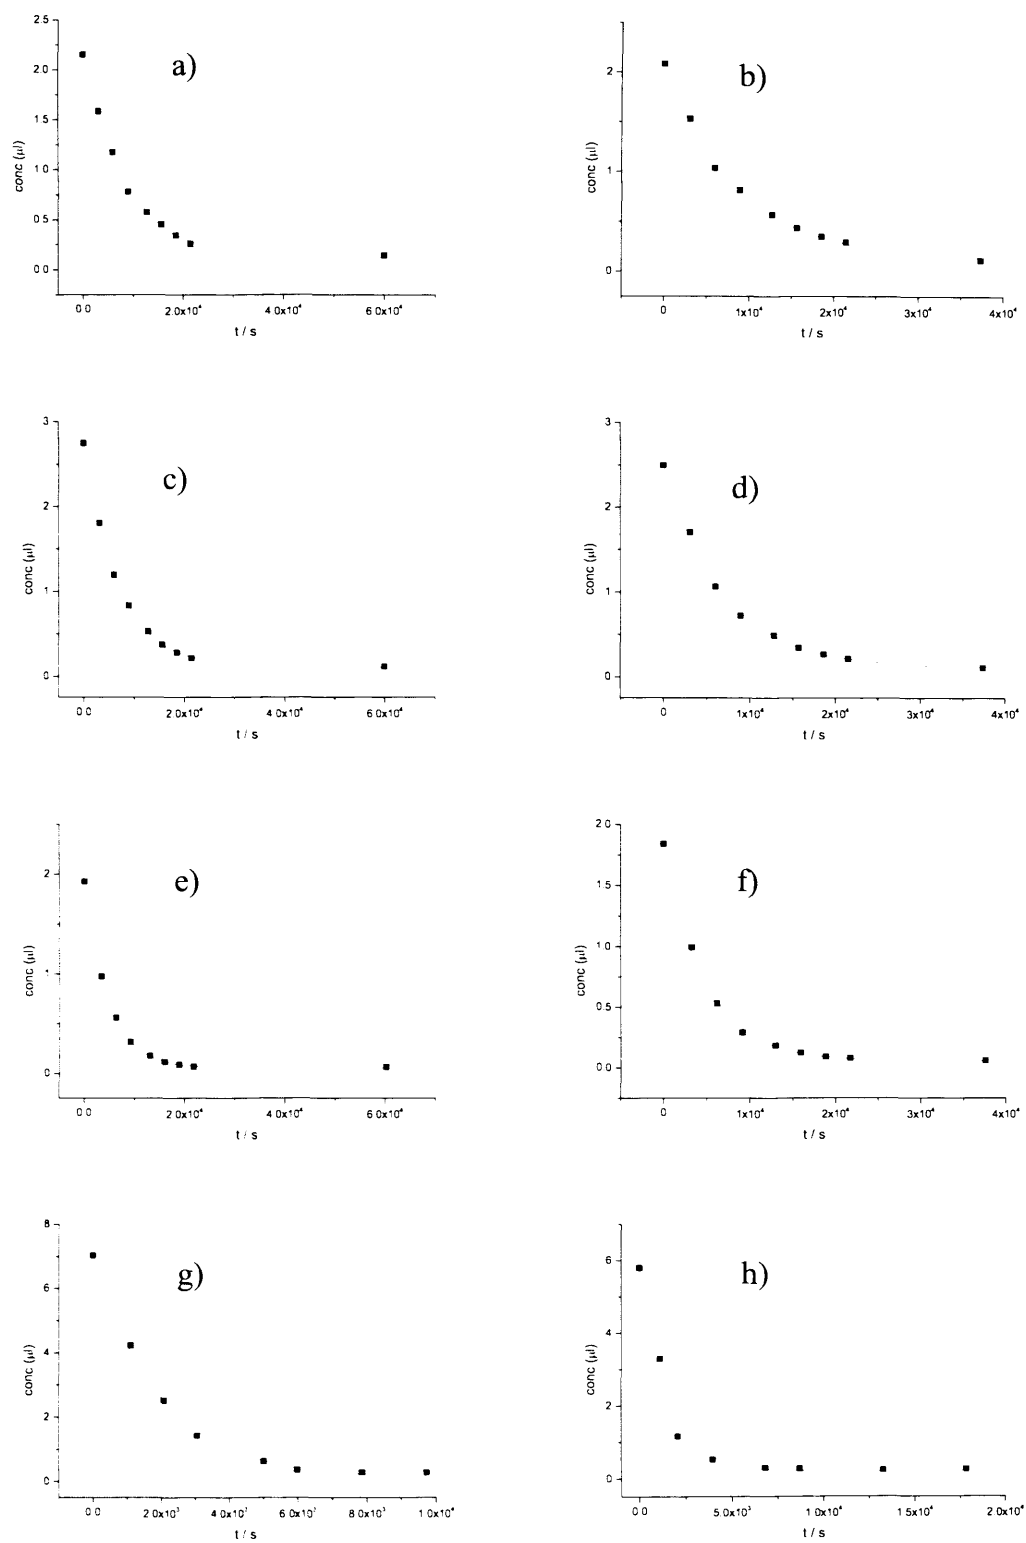 a)
2.5
2.0
1.5
1.0
0.5
0.0
conc (µl)
0.0 2.0x10⁴ 4.0x10⁴ 6.0x10⁴
t / s
b)
2
1
0
conc (µl)
0 1x10⁴ 2x10⁴ 3x10⁴ 4x10⁴
t / s
c)
3
2
1
0
conc (µl)
0.0 2.0x10⁴ 4.0x10⁴ 6.0x10⁴
t / s
d)
3
2
1
0
conc (µl)
0 1x10⁴ 2x10⁴ 3x10⁴ 4x10⁴
t / s
e)
2
1
0
conc (µl)
0.0 2.0x10⁴ 4.0x10⁴ 6.0x10⁴
t / s
f)
2.0
1.5
1.0
0.5
0.0
conc (µl)
0 1x10⁴ 2x10⁴ 3x10⁴ 4x10⁴
t / s
g)
8
6
4
2
0
conc (µl)
0.0 2.0x10³ 4.0x10³ 6.0x10³ 8.0x10³ 1.0x10⁴
t / s
h)
6
4
2
0
conc (µl)
0.0 5.0x10³ 1.0x10⁴ 1.5x10⁴ 2.0x10⁴
t / s